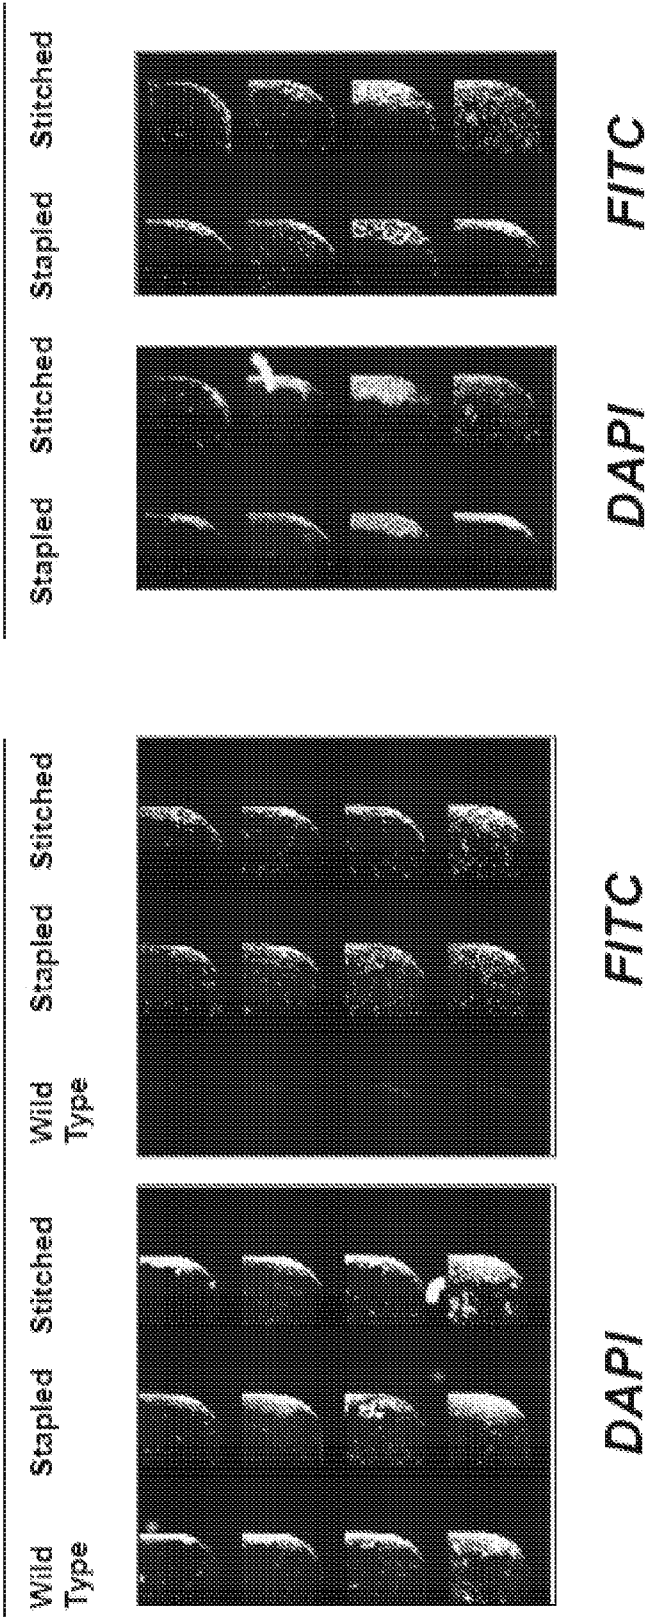 Wild Stapled Stitched Wild Stapled Stitched Stapled Stitched Stapled Stitched
Type Type
DAPI FITC DAPI FITC